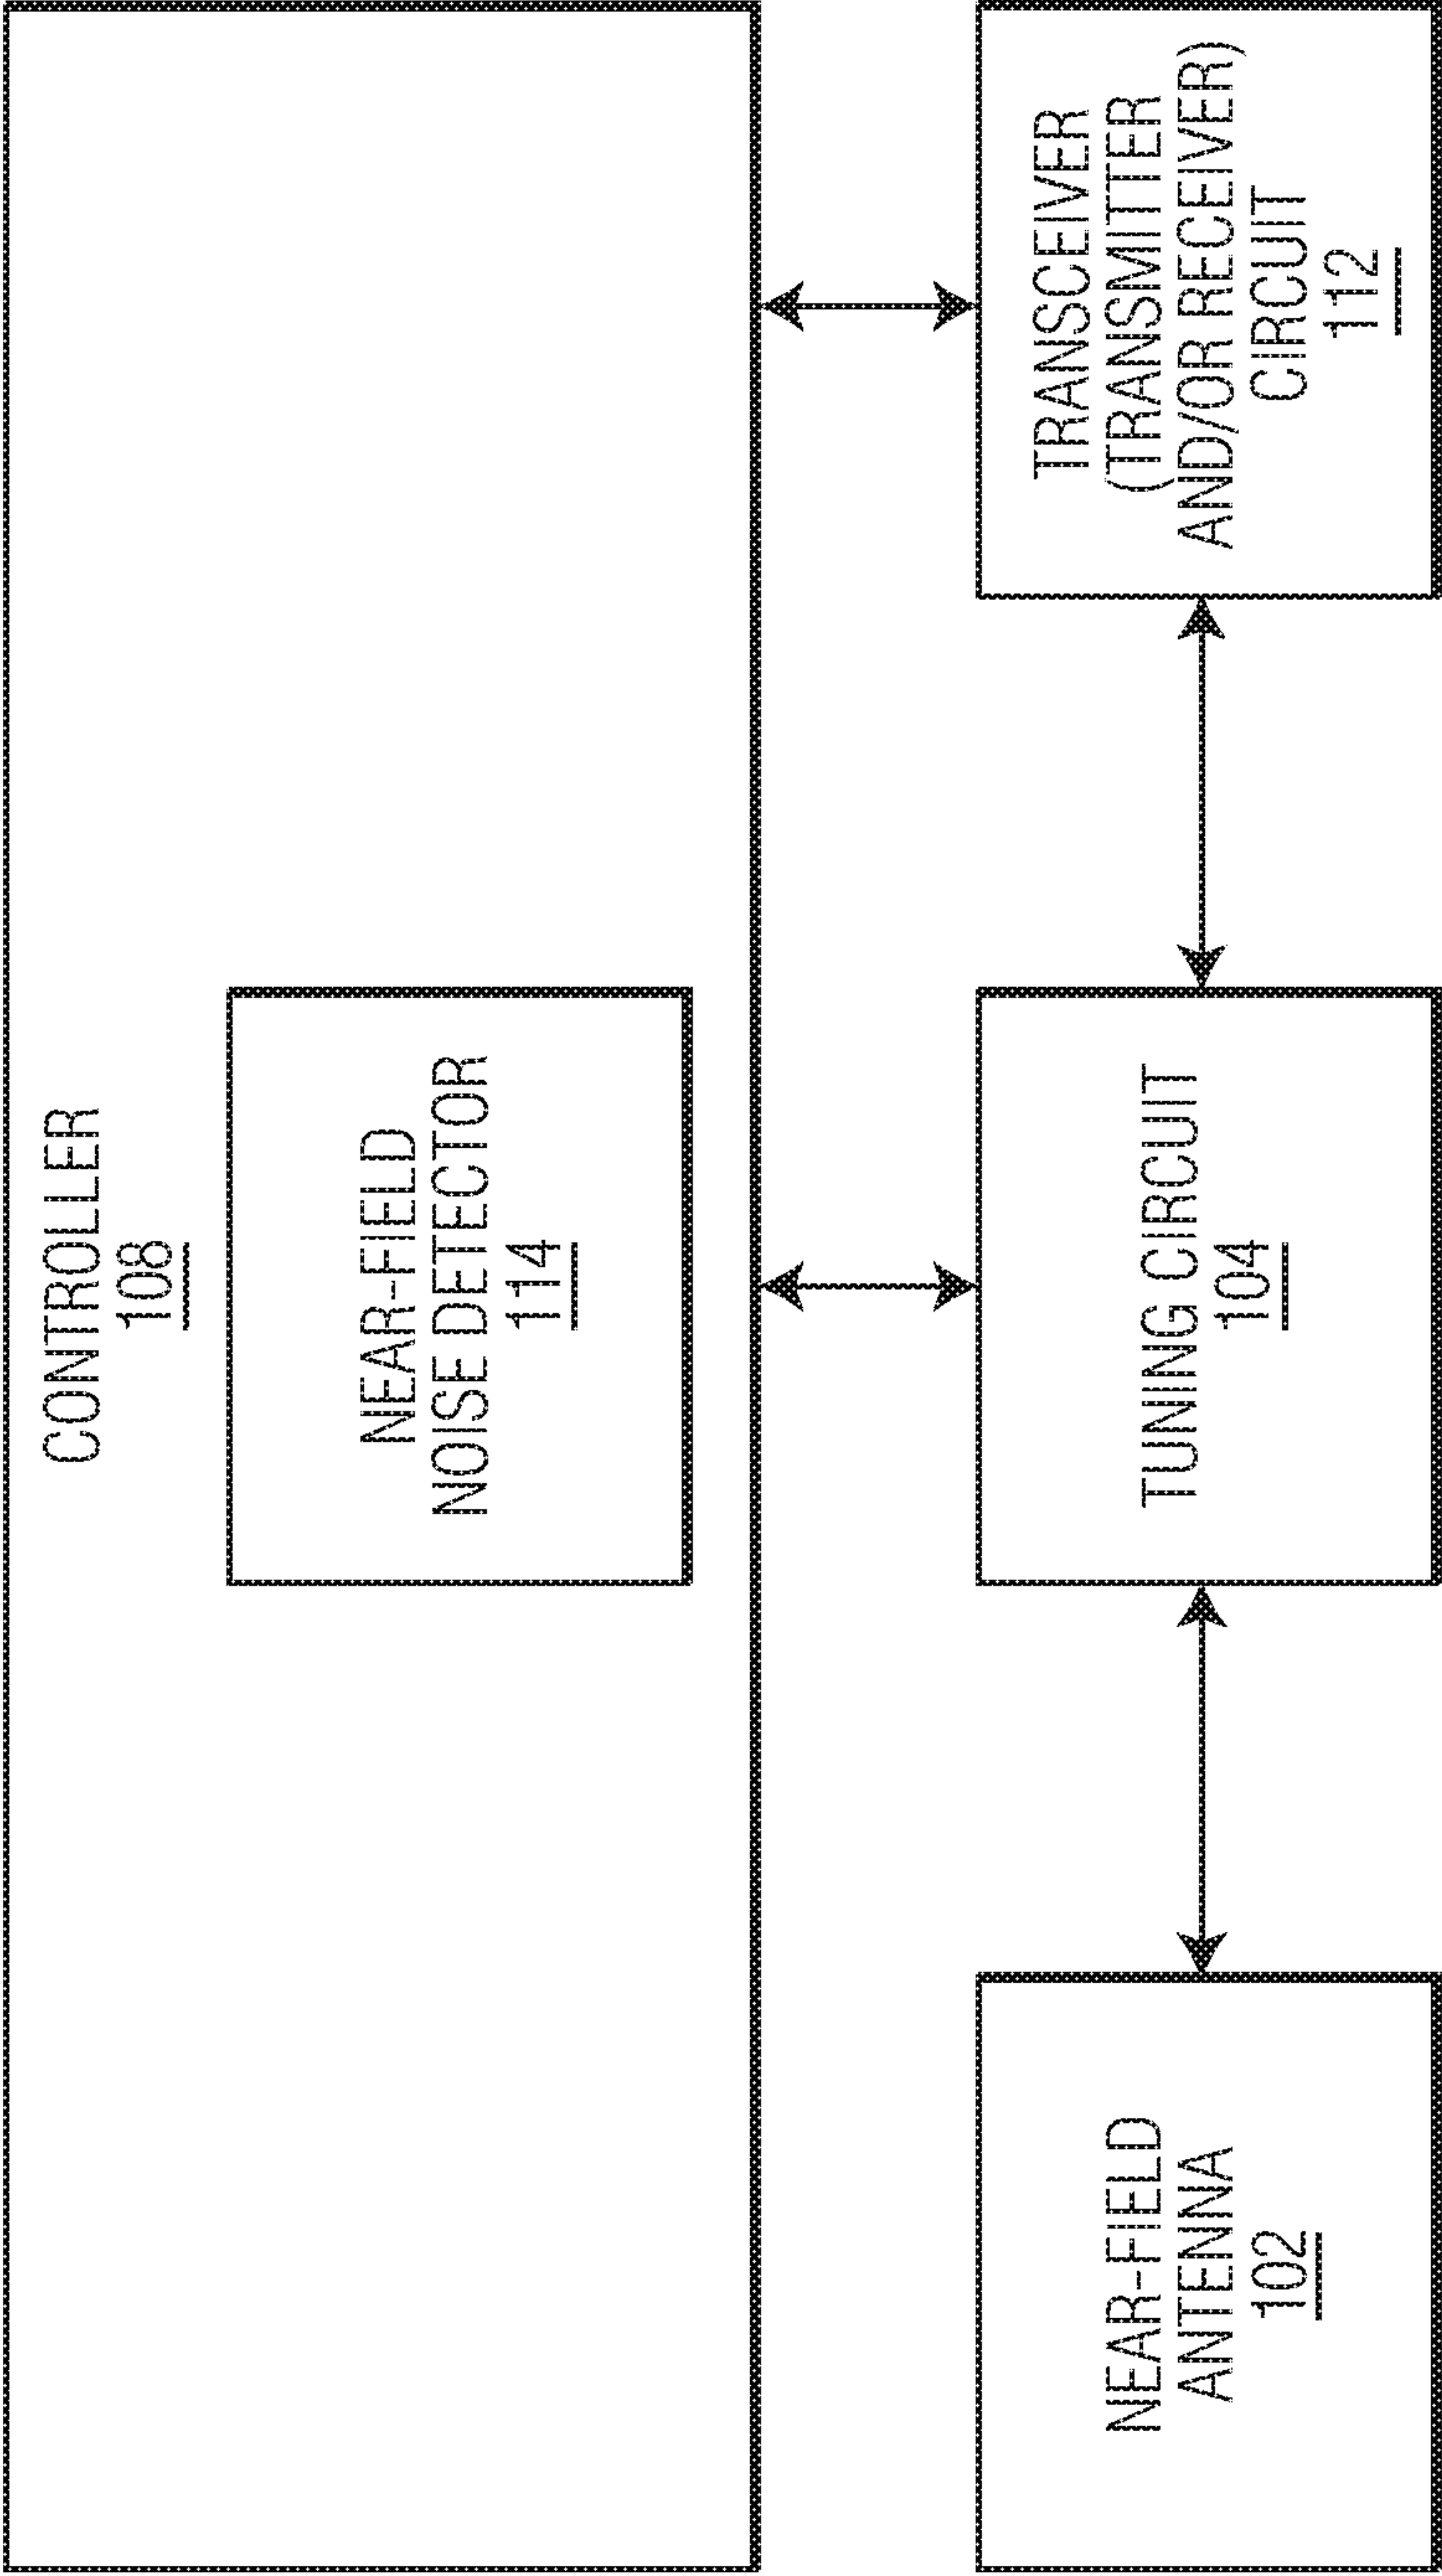 CONTROLLER
108
NEAR-FIELD
NOISE DETECTOR
114
NEAR-FIELD
ANTENNA
102
TUNING CIRCUIT
104
TRANSCEIVER
(TRANSMITTER
AND/OR RECEIVER)
CIRCUIT
112